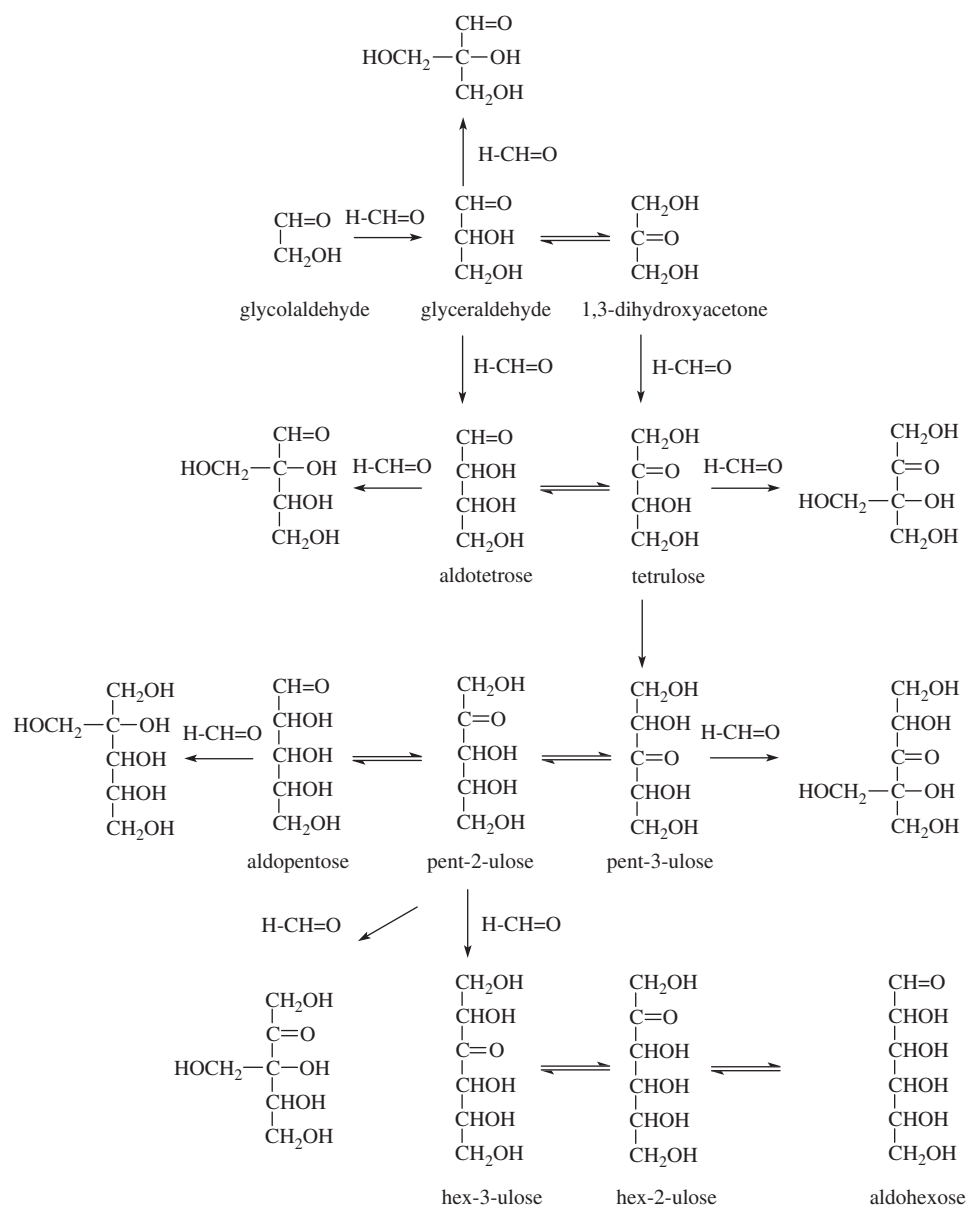 CH=O
HOCH2—C—OH
CH2OH
H-CH=O
CH=O
CH2OH
H-CH=O
CH=O
CHOH
CH2OH
CH2OH
C=O
CH2OH
glycolaldehyde glyceraldehyde 1,3-dihydroxyacetone
H-CH=O H-CH=O
CH=O
HOCH2—C—OH
CHOH
CH2OH
H-CH=O
CH=O
CHOH
CHOH
CH2OH
CH2OH
C=O
CHOH
CH2OH
H-CH=O
CH2OH
C=O
HOCH2—C—OH
CH2OH
aldotetrose tetrulose
CH2OH
HOCH2—C—OH
CHOH
CHOH
CH2OH
H-CH=O
CH=O
CHOH
CHOH
CHOH
CH2OH
CH2OH
C=O
CHOH
CHOH
CH2OH
CH2OH
CHOH
C=O
CHOH
CH2OH
H-CH=O
CH2OH
CHOH
C=O
HOCH2—C—OH
CH2OH
aldopentose pent-2-ulose pent-3-ulose
H-CH=O H-CH=O
CH2OH
C=O
HOCH2—C—OH
CHOH
CH2OH
CH2OH
CHOH
C=O
CHOH
CHOH
CH2OH
CH2OH
C=O
CHOH
CHOH
CHOH
CH2OH
CH=O
CHOH
CHOH
CHOH
CHOH
CH2OH
hex-3-ulose hex-2-ulose aldohexose